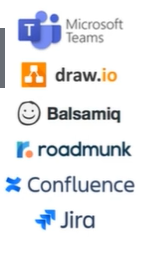 Microsoft
Teams
draw.io
Balsamiq
roadmunk
Confluence
Jira